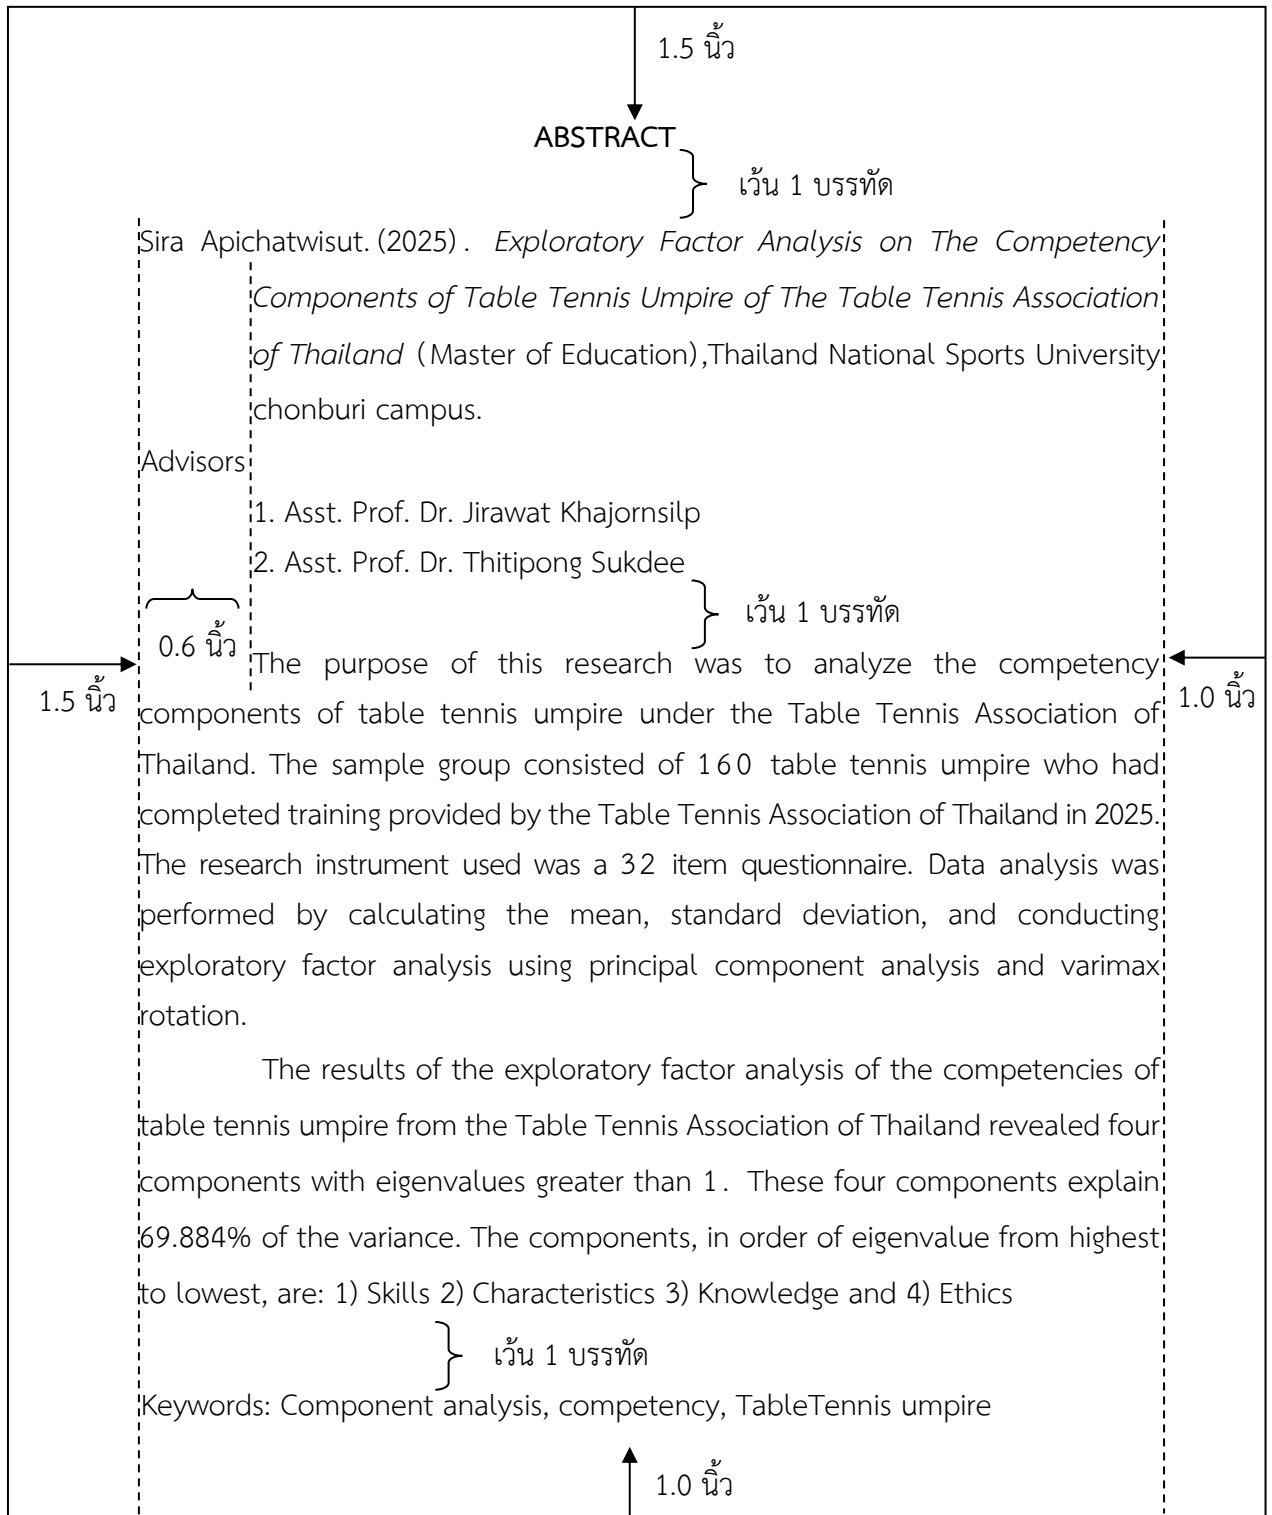 1.5 นิ้ว
ABSTRACT
เว้น 1 บรรทัด
Sira Apichatwisut. (2025). Exploratory Factor Analysis on The Competency
Components of Table Tennis Umpire of The Table Tennis Association
of Thailand (Master of Education),Thailand National Sports University
chonburi campus.
Advisors
1. Asst. Prof. Dr. Jirawat Khajornsilp
2. Asst. Prof. Dr. Thitipong Sukdee
เว้น 1 บรรทัด
0.6 นิ้ว
The purpose of this research was to analyze the competency
1.5 นิ้ว
1.0 นิ้ว
components of table tennis umpire under the Table Tennis Association of
Thailand. The sample group consisted of 160 table tennis umpire who had
completed training provided by the Table Tennis Association of Thailand in 2025.
The research instrument used was a 32 item questionnaire. Data analysis was
performed by calculating the mean, standard deviation, and conducting
exploratory factor analysis using principal component analysis and varimax
rotation.
The results of the exploratory factor analysis of the competencies of
table tennis umpire from the Table Tennis Association of Thailand revealed four
components with eigenvalues greater than 1. These four components explain
69.884% of the variance. The components, in order of eigenvalue from highest
to lowest, are: 1) Skills 2) Characteristics 3) Knowledge and 4) Ethics
เว้น 1 บรรทัด
Keywords: Component analysis, competency, TableTennis umpire
1.0 นิ้ว